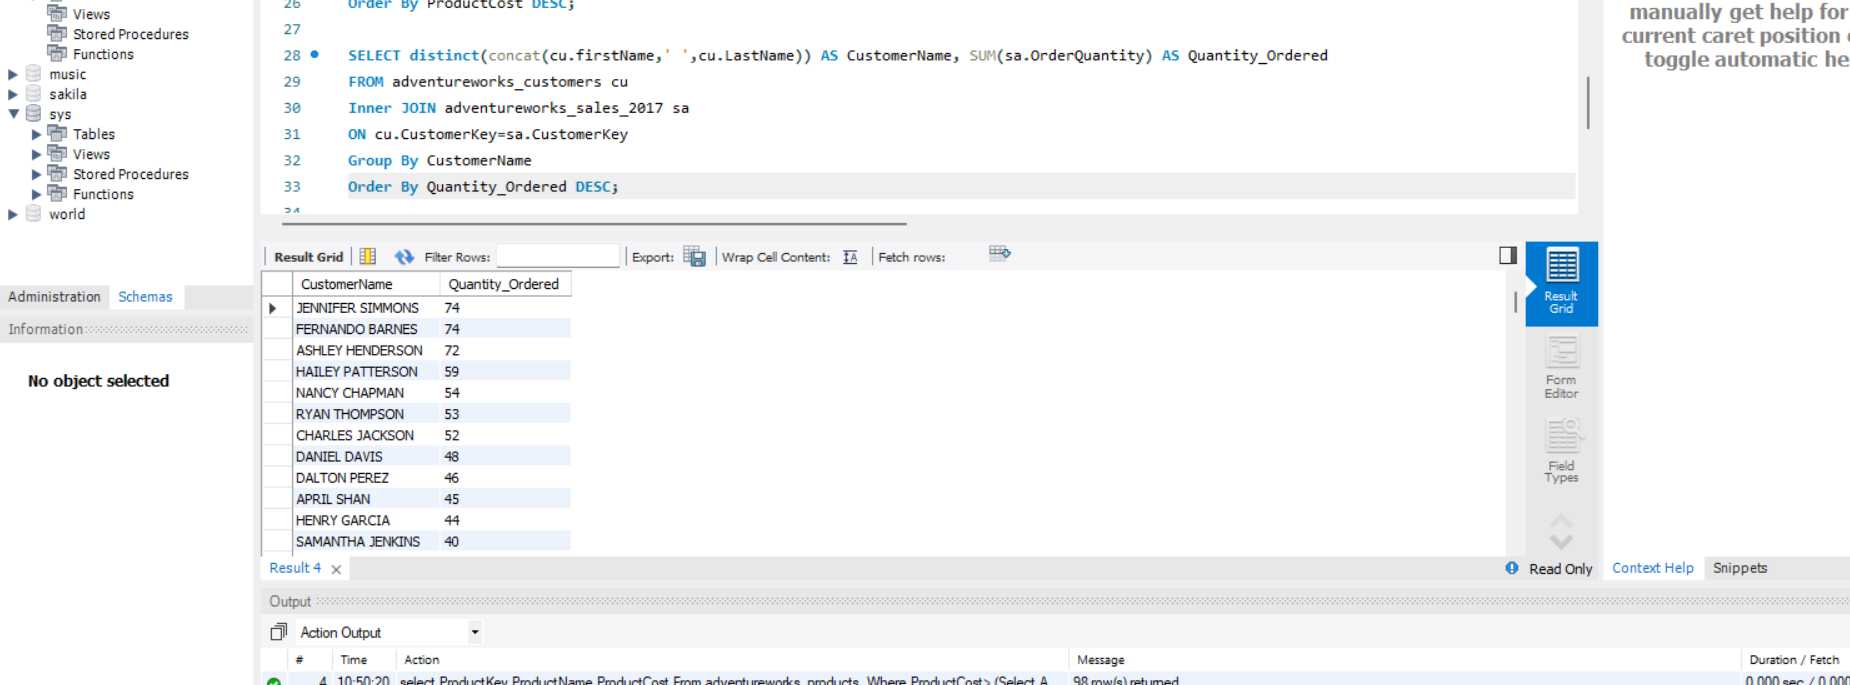 Views
Stored Procedures
Functions
music
sakila
sys
Tables
Views
Stored Procedures
Functions
world
Administration Schemas
Information
No object selected
26 Order By ProductCost DESC;
27
28 SELECT distinct(concat(cu.firstName,' ',cu.LastName)) AS CustomerName, SUM(sa.OrderQuantity) AS Quantity_Ordered
29 FROM adventureworks_customers cu
30 Inner JOIN adventureworks_sales_2017 sa
31 ON cu.CustomerKey=sa.CustomerKey
32 Group By CustomerName
33 Order By Quantity_Ordered DESC;
34
manually get help for
current caret position
toggle automatic he
Result Grid Filter Rows: Export: Wrap Cell Content: Fetch rows:
CustomerName Quantity_Ordered
JENNIFER SIMMONS 74
FERNANDO BARNES 74
ASHLEY HENDERSON 72
HAILEY PATTERSON 59
NANCY CHAPMAN 54
RYAN THOMPSON 53
CHARLES JACKSON 52
DANIEL DAVIS 48
DALTON PEREZ 46
APRIL SHAN 45
HENRY GARCIA 44
SAMANTHA JENKINS 40
Result
Grid
Form
Editor
Field
Types
Result 4
Read Only
Context Help Snippets
Output
Action Output
# Time Action Message Duration / Fetch
4 10:50:20 select ProductKey,ProductName,ProductCost From adventureworks_products Where ProductCost> (Select A... 98 row(s) returned 0.000 sec / 0.000